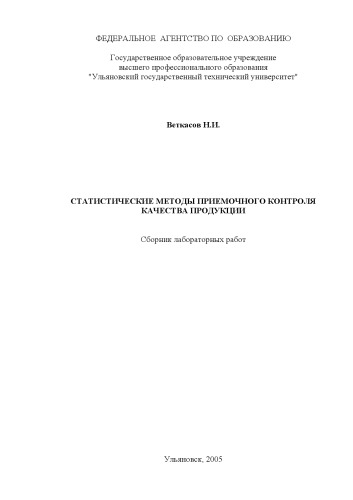 ФЕДЕРАЛЬНОЕ АГЕНТСТВО ПО ОБРАЗОВАНИЮ
Государственное образовательное учреждение
высшего профессионального образования
"Ульяновский государственный технический университет"
Веткасов Н.И.
СТАТИСТИЧЕСКИЕ МЕТОДЫ ПРИЕМОЧНОГО КОНТРОЛЯ
КАЧЕСТВА ПРОДУКЦИИ
Сборник лабораторных работ
Ульяновск, 2005